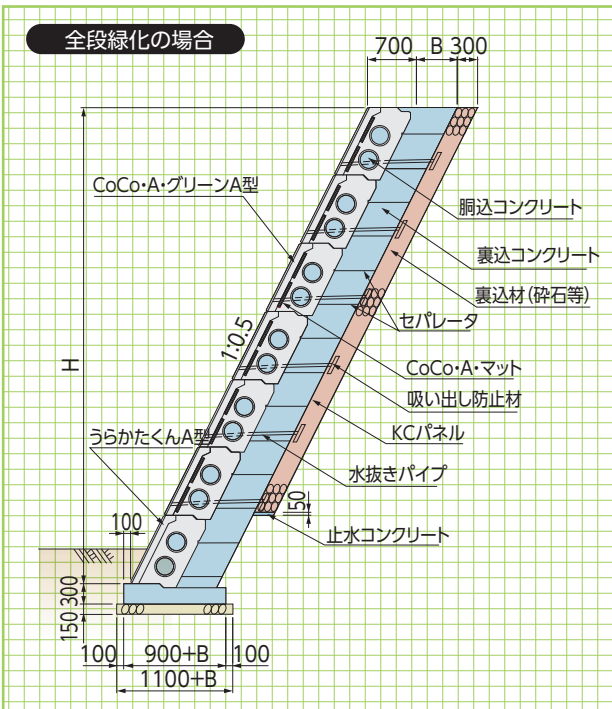 全段緑化の場合
700 B 300
CoCo・A・グリーンA型
胴込コンクリート
裏込コンクリート
裏込材(砕石等)
セパレータ
1:0.5
H
CoCo・A・マット
吸い出し防止材
KCパネル
うらかたくんA型
水抜きパイプ
50
止水コンクリート
100
300
150
100 900+B 100
1100+B